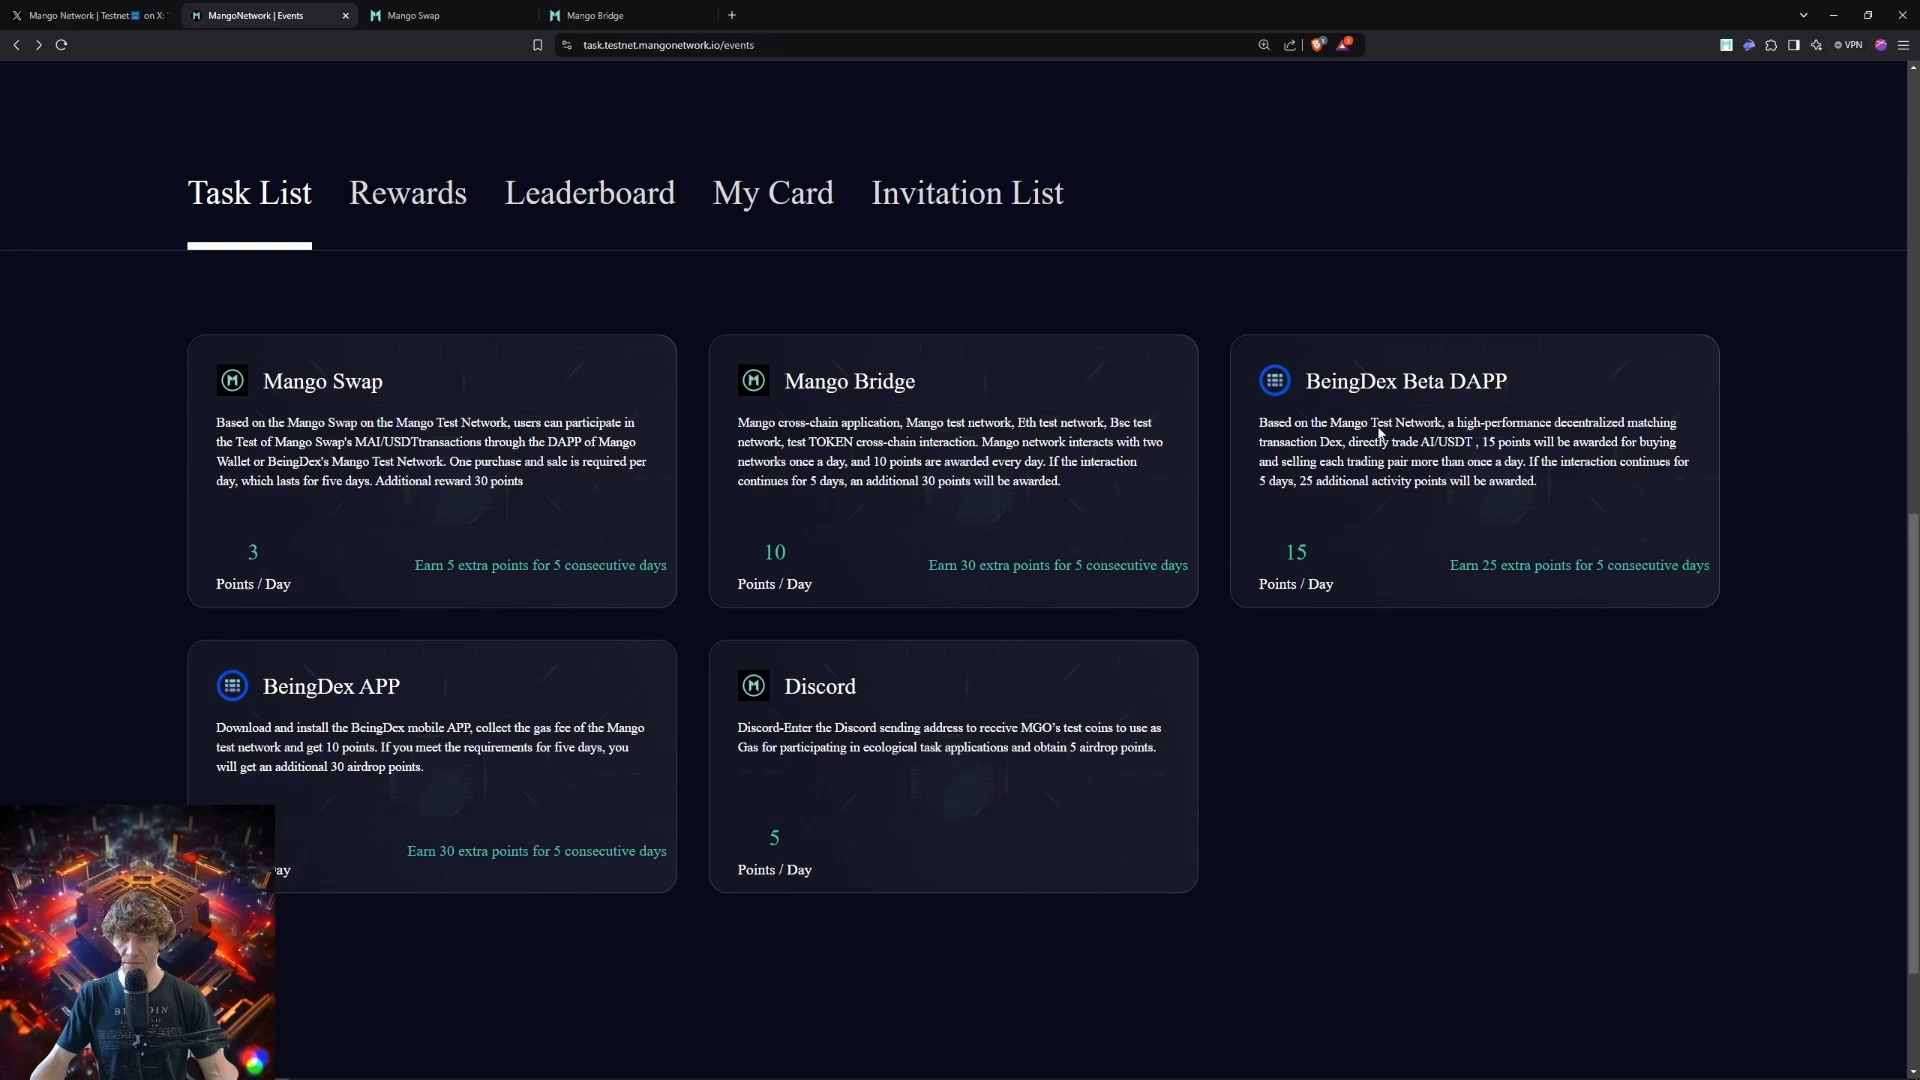 Mango Network | Testnet on X:
MangoNetwork | Events
Mango Swap
Mango Bridge
task.testnet.mangonetwork.io/events
VPN
Task List
Rewards
Leaderboard
My Card
Invitation List
Mango Swap
Based on the Mango Swap on the Mango Test Network, users can participate in
the Test of Mango Swap's MAI/USDTtransactions through the DAPP of Mango
Wallet or BeingDex's Mango Test Network. One purchase and sale is required per
day, which lasts for five days. Additional reward 30 points
3
Points / Day
Earn 5 extra points for 5 consecutive days
Mango Bridge
Mango cross-chain application, Mango test network, Eth test network, Bsc test
network, test TOKEN cross-chain interaction. Mango network interacts with two
networks once a day, and 10 points are awarded every day. If the interaction
continues for 5 days, an additional 30 points will be awarded.
10
Points / Day
Earn 30 extra points for 5 consecutive days
BeingDex Beta DAPP
Based on the Mango Test Network, a high-performance decentralized matching
transaction Dex, directly trade AI/USDT , 15 points will be awarded for buying
and selling each trading pair more than once a day. If the interaction continues for
5 days, 25 additional activity points will be awarded.
15
Points / Day
Earn 25 extra points for 5 consecutive days
BeingDex APP
Download and install the BeingDex mobile APP, collect the gas fee of the Mango
test network and get 10 points. If you meet the requirements for five days, you
will get an additional 30 airdrop points.
ay
Earn 30 extra points for 5 consecutive days
Discord
Discord-Enter the Discord sending address to receive MGO’s test coins to use as
Gas for participating in ecological task applications and obtain 5 airdrop points.
5
Points / Day